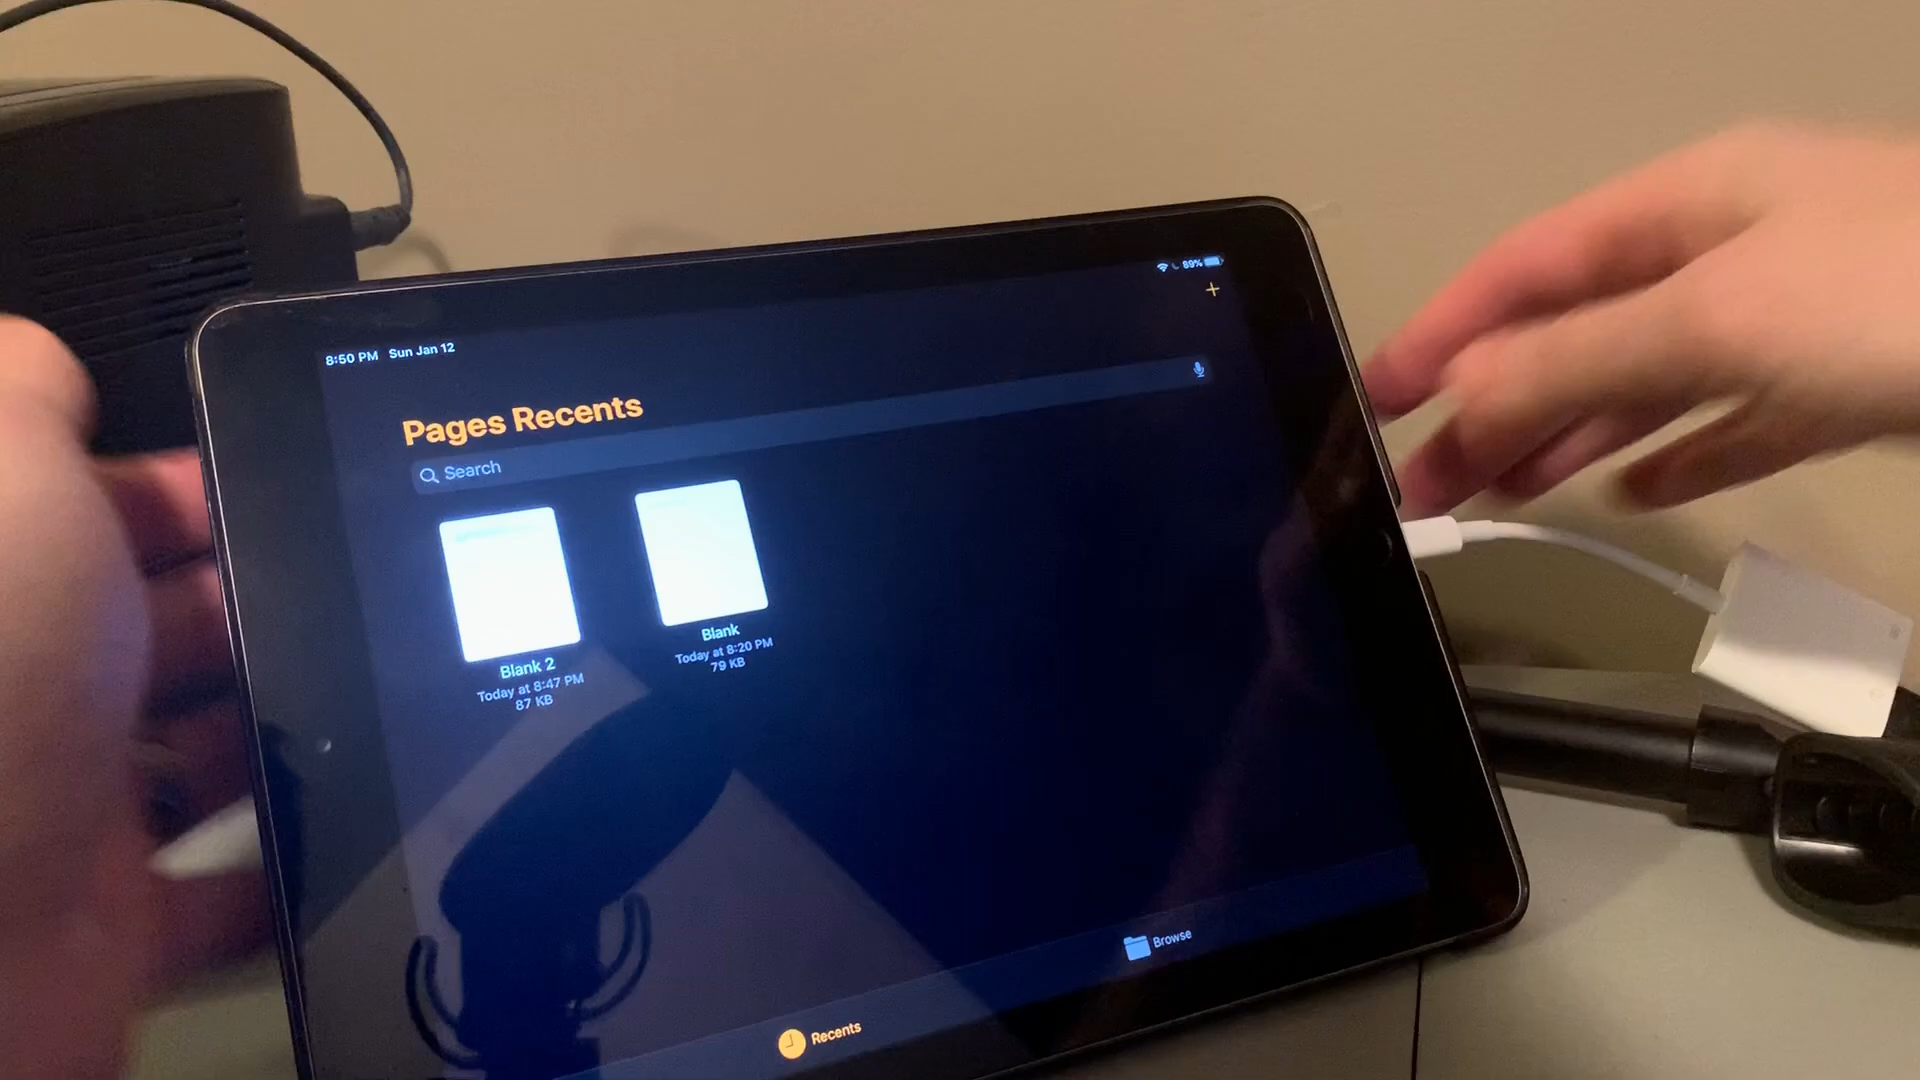 8:50 PM Sun Jan 12
89%
Pages Recents
Search
Blank 2
Today at 8:47 PM
87 KB
Blank
Today at 8:20 PM
79 KB
Recents
Browse